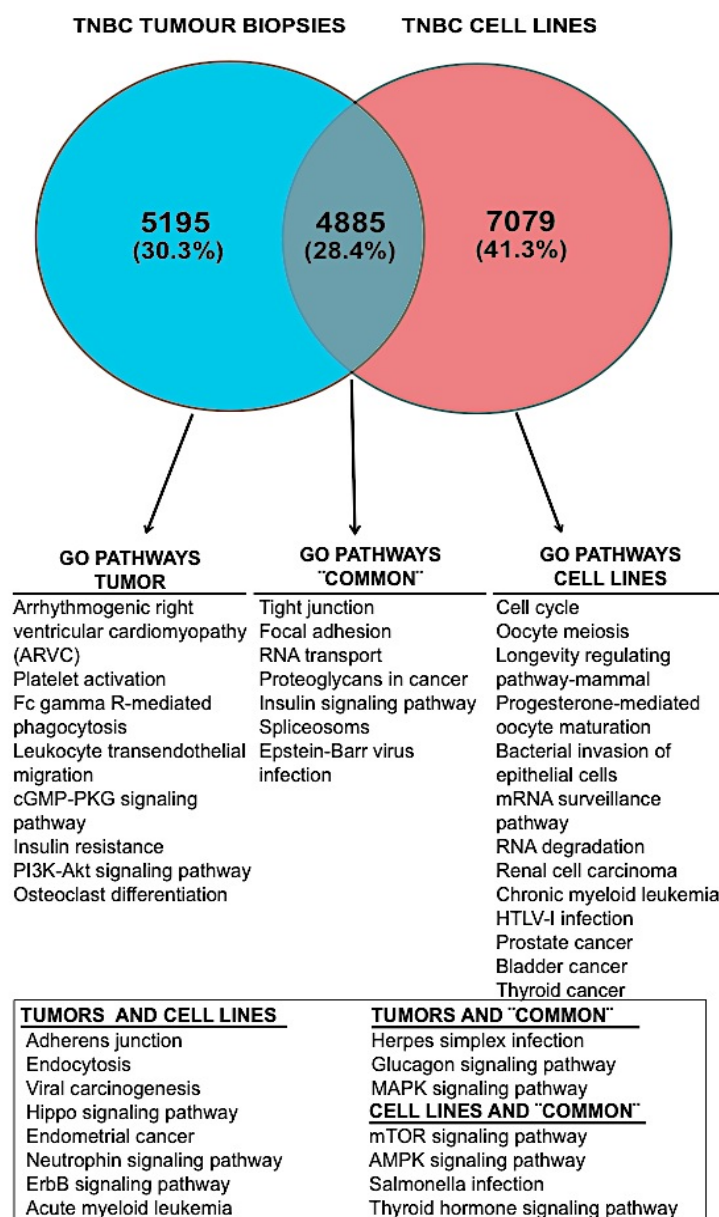 TNBC TUMOUR BIOPSIES
TNBC CELL LINES
5195
(30.3%)
4885
(28.4%)
7079
(41.3%)
GO PATHWAYS
TUMOR
Arrhythmogenic right
ventricular cardiomyopathy
(ARVC)
Platelet activation
Fc gamma R-mediated
phagocytosis
Leukocyte transendothelial
migration
cGMP-PKG signaling
pathway
Insulin resistance
PI3K-Akt signaling pathway
Osteoclast differentiation
GO PATHWAYS
¨COMMON¨
Tight junction
Focal adhesion
RNA transport
Proteoglycans in cancer
Insulin signaling pathway
Spliceosoms
Epstein-Barr virus
infection
GO PATHWAYS
CELL LINES
Cell cycle
Oocyte meiosis
Longevity regulating
pathway-mammal
Progesterone-mediated
oocyte maturation
Bacterial invasion of
epithelial cells
mRNA surveillance
pathway
RNA degradation
Renal cell carcinoma
Chronic myeloid leukemia
HTLV-I infection
Prostate cancer
Bladder cancer
Thyroid cancer
TUMORS AND CELL LINES
Adherens junction
Endocytosis
Viral carcinogenesis
Hippo signaling pathway
Endometrial cancer
Neutrophin signaling pathway
ErbB signaling pathway
Acute myeloid leukemia
TUMORS AND ¨COMMON¨
Herpes simplex infection
Glucagon signaling pathway
MAPK signaling pathway
CELL LINES AND ¨COMMON¨
mTOR signaling pathway
AMPK signaling pathway
Salmonella infection
Thyroid hormone signaling pathway